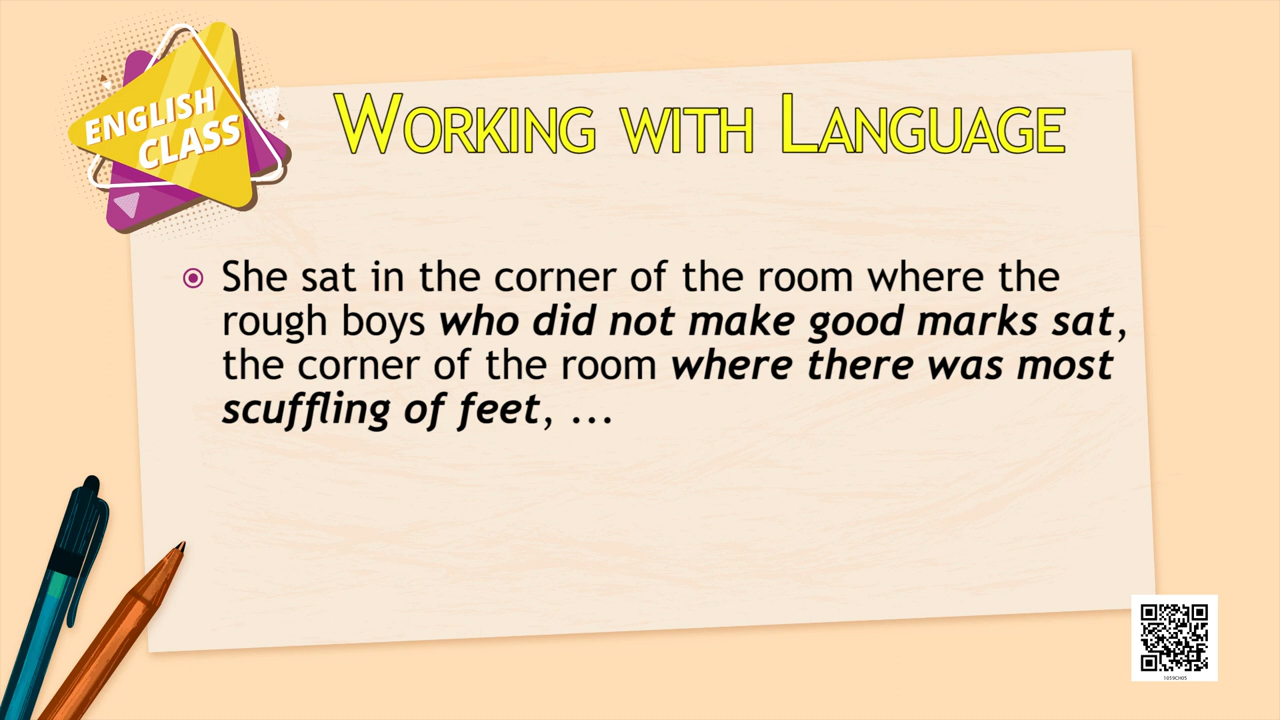 ENGLISH
CLASS
WORKING WITH LANGUAGE
She sat in the corner of the room where the
rough boys who did not make good marks sat,
the corner of the room where there was most
scuffling of feet, ...
1059CH05